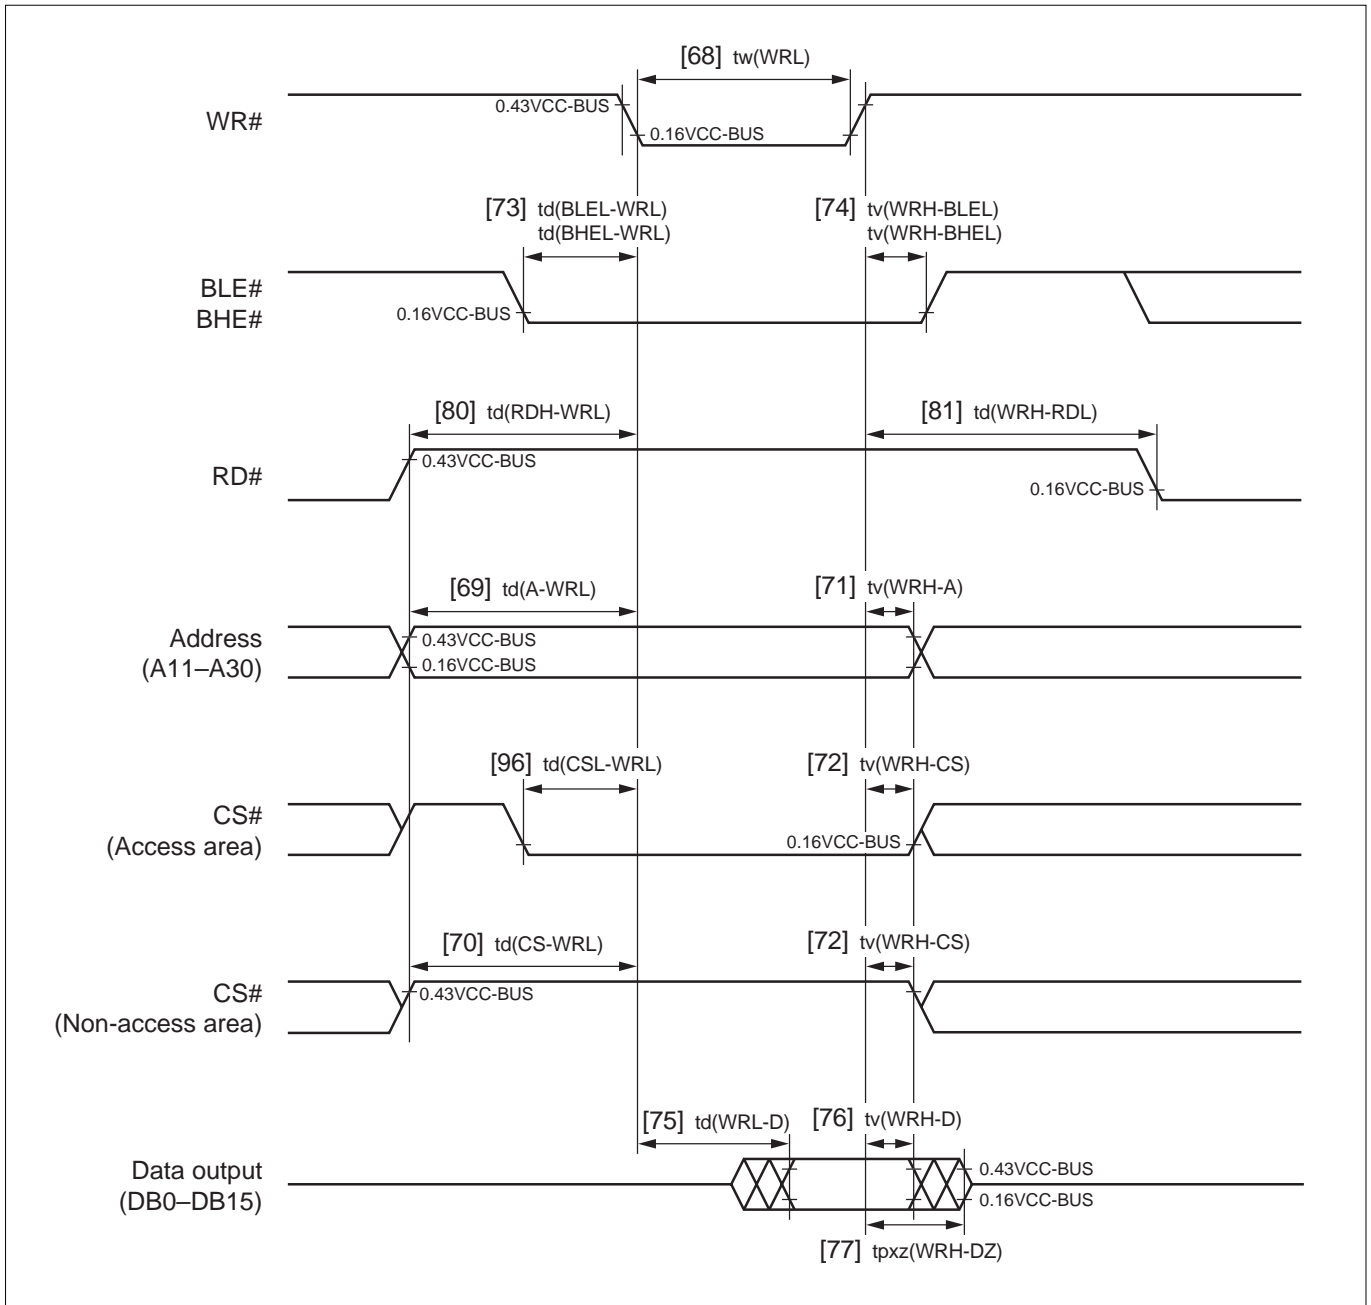 [68] tw(WRL)
0.43VCC-BUS
WR#
0.16VCC-BUS
[73] td(BLEL-WRL)
td(BHEL-WRL)
[74] tv(WRH-BLEL)
tv(WRH-BHEL)
BLE#
BHE#
0.16VCC-BUS
[80] td(RDH-WRL)
[81] td(WRH-RDL)
0.43VCC-BUS
RD#
0.16VCC-BUS
[69] td(A-WRL)
[71] tv(WRH-A)
Address
(A11–A30)
0.43VCC-BUS
0.16VCC-BUS
[96] td(CSL-WRL)
[72] tv(WRH-CS)
CS#
(Access area)
0.16VCC-BUS
[70] td(CS-WRL)
[72] tv(WRH-CS)
CS#
(Non-access area)
0.43VCC-BUS
[75] td(WRL-D)
[76] tv(WRH-D)
Data output
(DB0–DB15)
0.43VCC-BUS
0.16VCC-BUS
[77] tpxz(WRH-DZ)